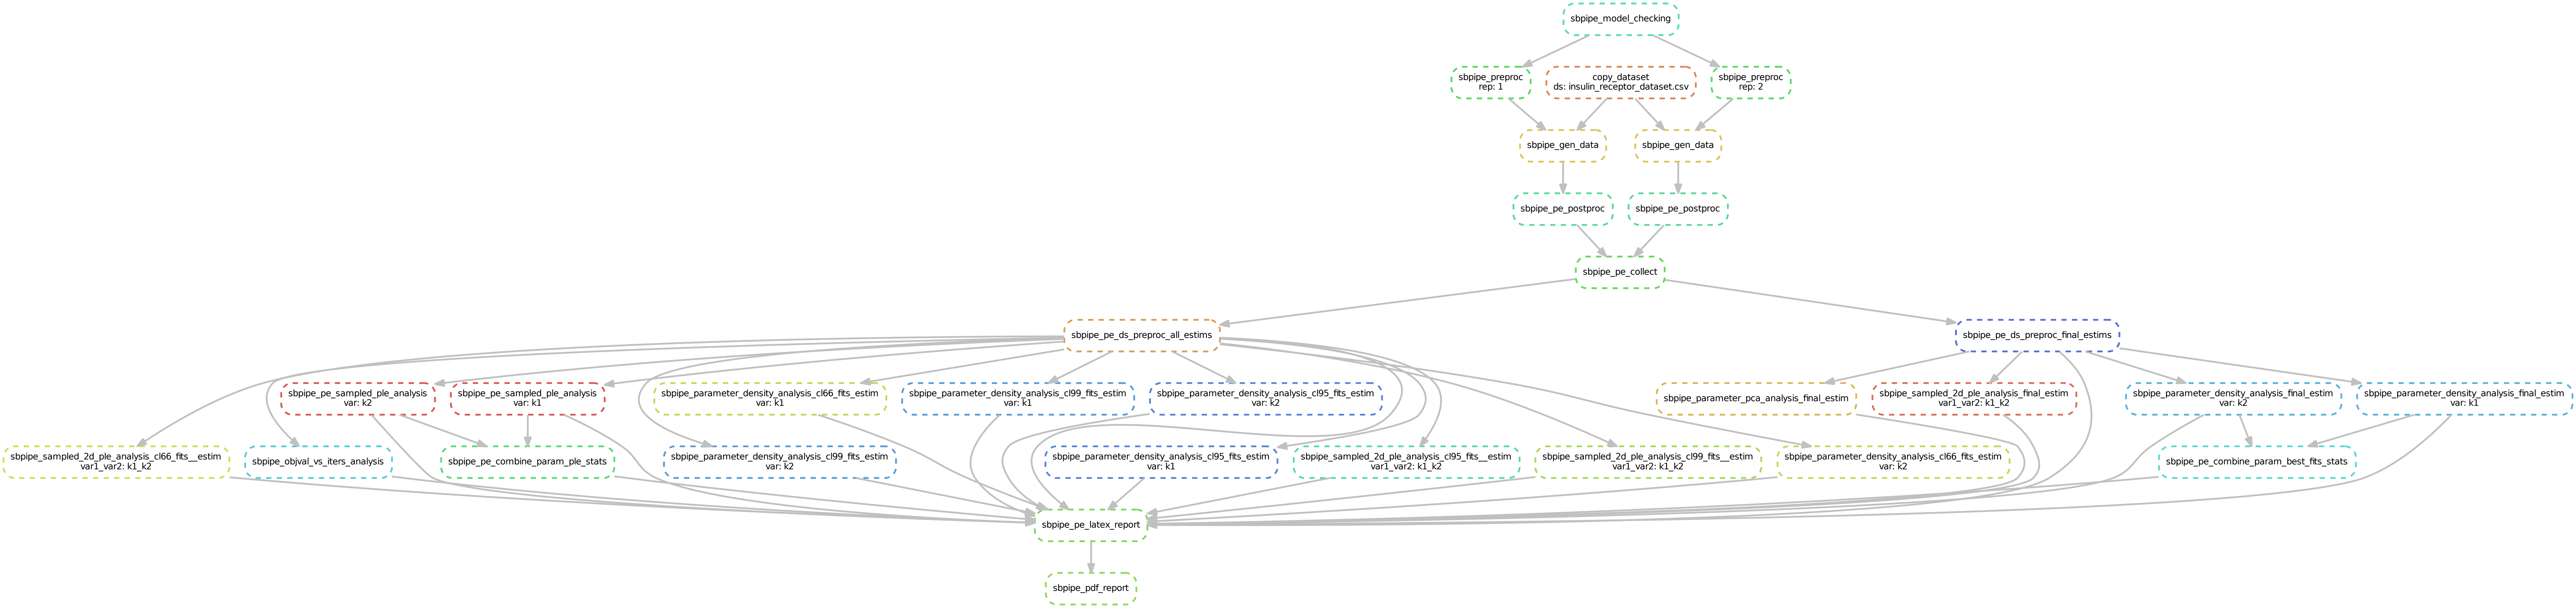 sbpipe_model_checking
sbpipe_preproc
rep: 1
copy_dataset
ds: insulin_receptor_dataset.csv
sbpipe_preproc
rep: 2
sbpipe_gen_data
sbpipe_gen_data
sbpipe_pe_postproc
sbpipe_pe_postproc
sbpipe_pe_collect
sbpipe_pe_ds_preproc_all_estims
sbpipe_pe_ds_preproc_final_estims
sbpipe_pe_sampled_ple_analysis
var: k2
sbpipe_pe_sampled_ple_analysis
var: k1
sbpipe_parameter_density_analysis_cl66_fits_estim
var: k1
sbpipe_parameter_density_analysis_cl99_fits_estim
var: k1
sbpipe_parameter_density_analysis_cl95_fits_estim
var: k2
sbpipe_parameter_pca_analysis_final_estim
sbpipe_sampled_2d_ple_analysis_final_estim
var1_var2: k1_k2
sbpipe_parameter_density_analysis_final_estim
var: k2
sbpipe_parameter_density_analysis_final_estim
var: k1
sbpipe_sampled_2d_ple_analysis_cl66_fits__estim
var1_var2: k1_k2
sbpipe_objval_vs_iters_analysis
sbpipe_pe_combine_param_ple_stats
sbpipe_parameter_density_analysis_cl99_fits_estim
var: k2
sbpipe_parameter_density_analysis_cl95_fits_estim
var: k1
sbpipe_sampled_2d_ple_analysis_cl95_fits__estim
var1_var2: k1_k2
sbpipe_sampled_2d_ple_analysis_cl99_fits__estim
var1_var2: k1_k2
sbpipe_parameter_density_analysis_cl66_fits_estim
var: k2
sbpipe_pe_combine_param_best_fits_stats
sbpipe_pe_latex_report
sbpipe_pdf_report